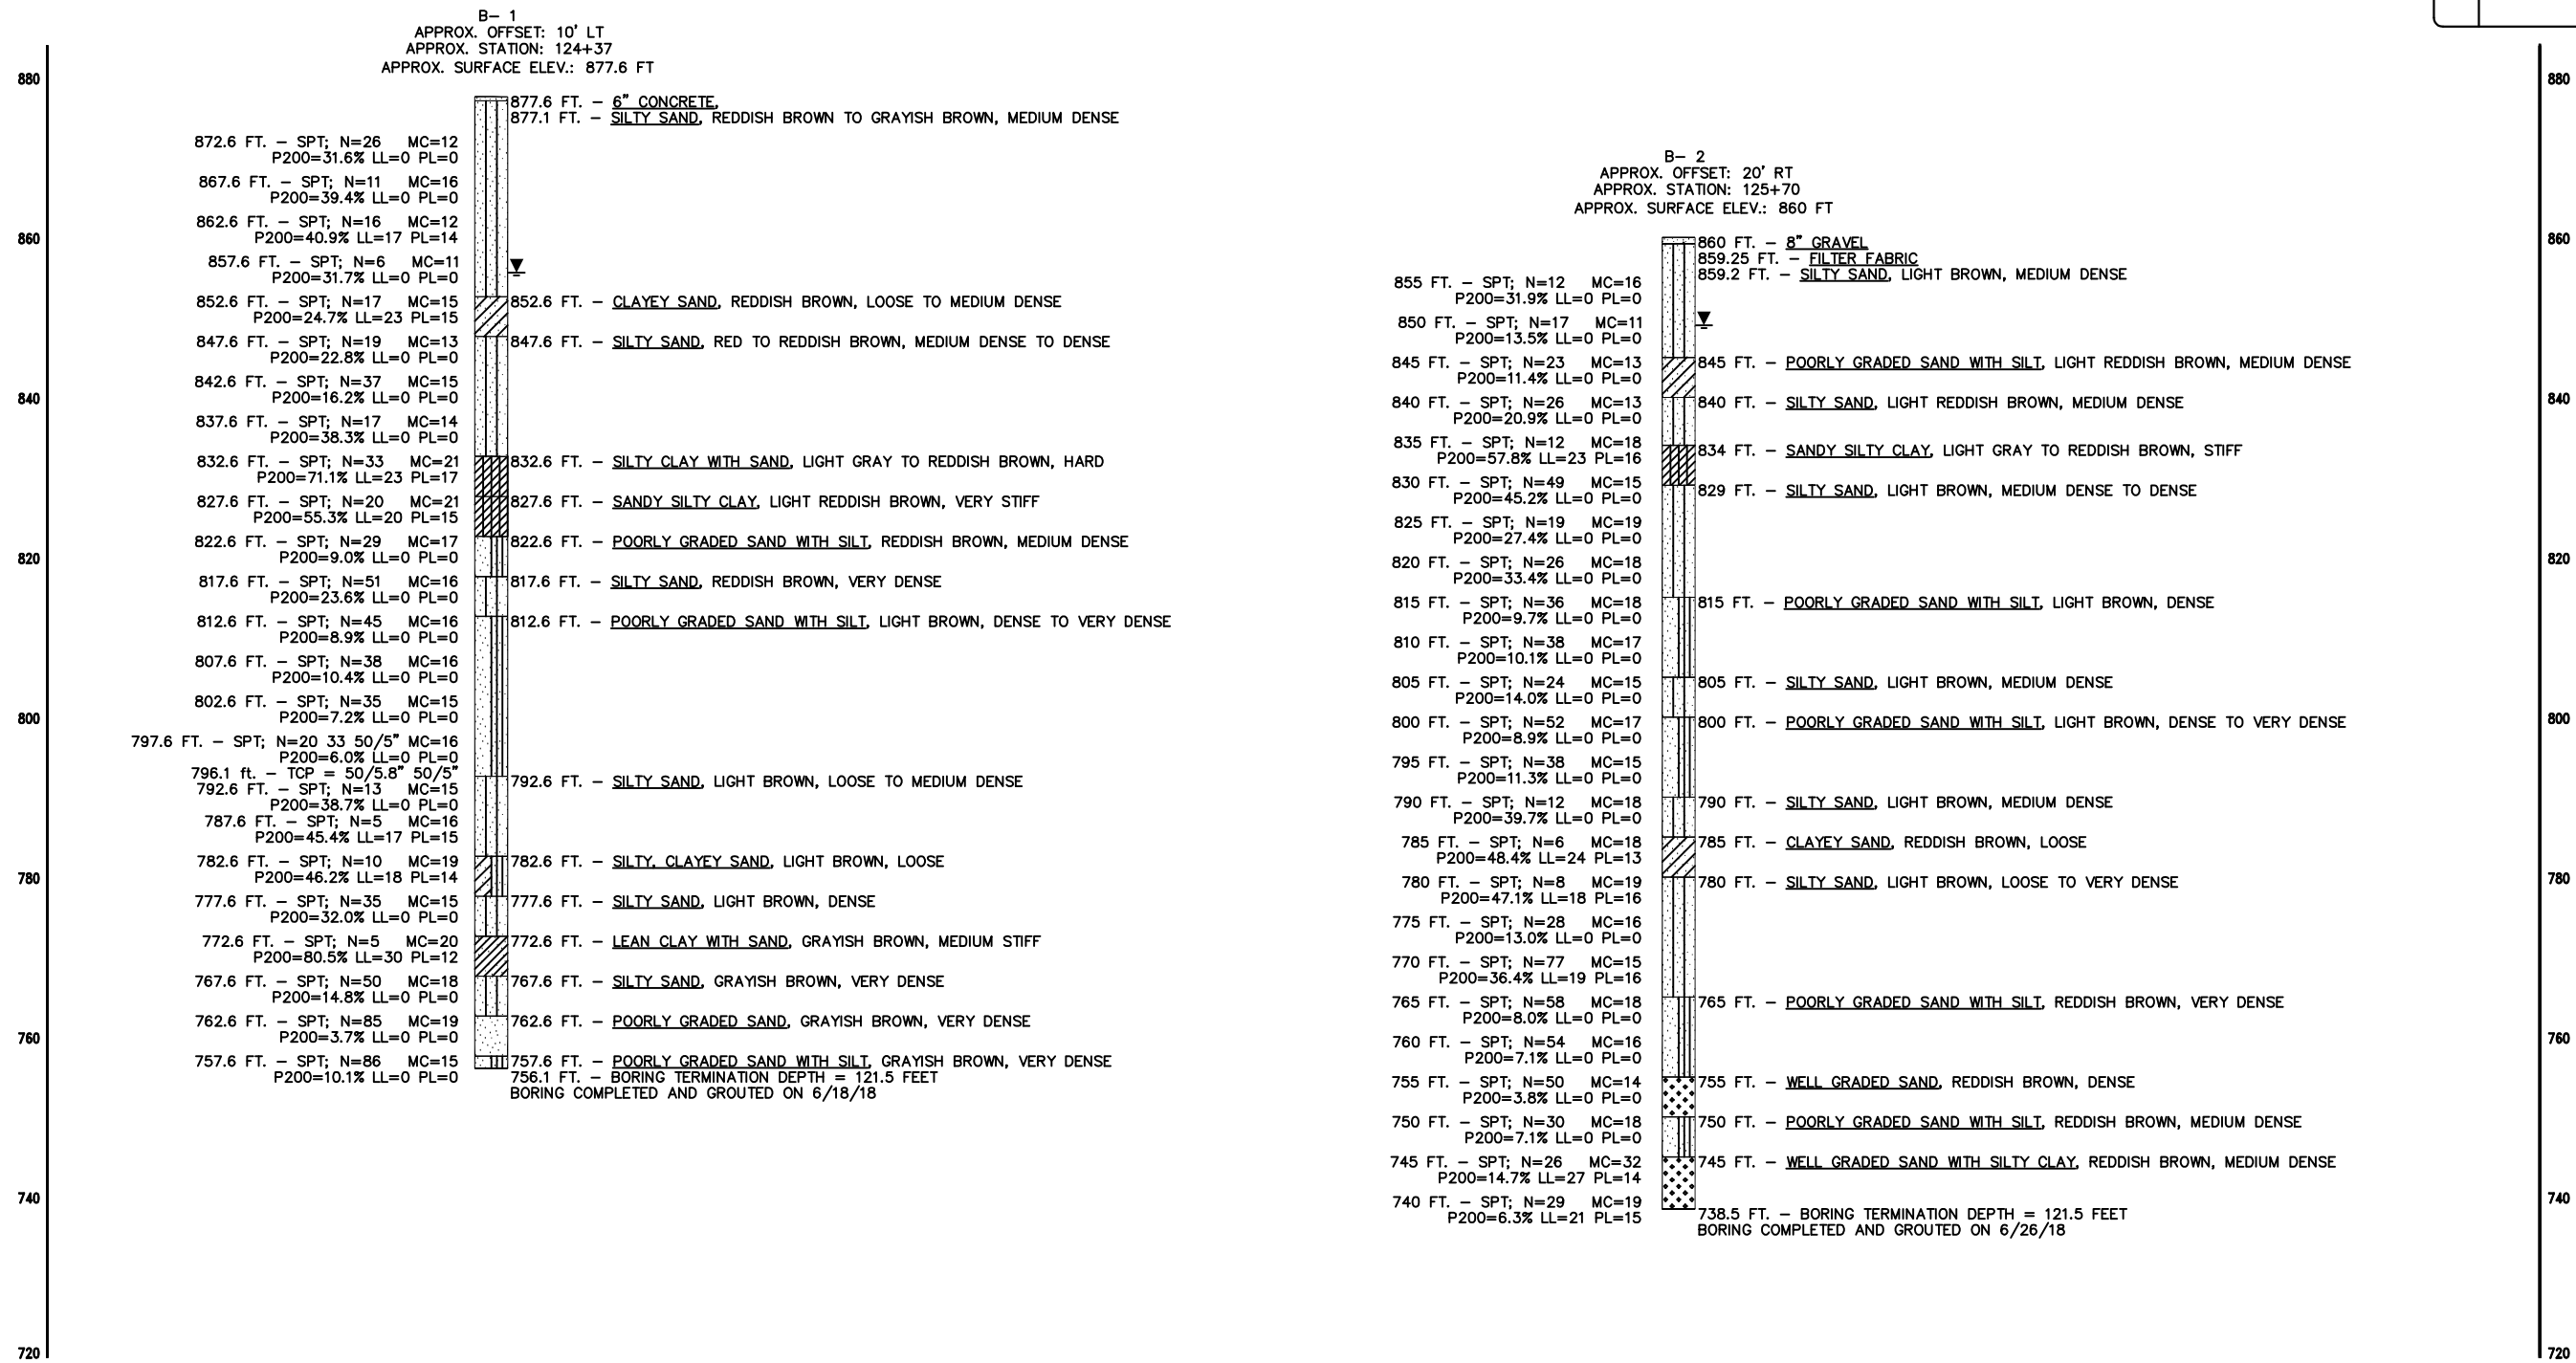 B- 1
APPROX. OFFSET: 10' LT
APPROX. STATION: 124+37
APPROX. SURFACE ELEV.: 877.6 FT
877.6 FT. - 6" CONCRETE,
877.1 FT. - SILTY SAND, REDDISH BROWN TO GRAYISH BROWN, MEDIUM DENSE
872.6 FT. - SPT; N=26 MC=12
P200=31.6% LL=0 PL=0
867.6 FT. - SPT; N=11 MC=16
P200=39.4% LL=0 PL=0
862.6 FT. - SPT; N=16 MC=12
P200=40.9% LL=17 PL=14
857.6 FT. - SPT; N=6 MC=11
P200=31.7% LL=0 PL=0
852.6 FT. - SPT; N=17 MC=15
P200=24.7% LL=23 PL=15
852.6 FT. - CLAYEY SAND, REDDISH BROWN, LOOSE TO MEDIUM DENSE
847.6 FT. - SPT; N=19 MC=13
P200=22.8% LL=0 PL=0
847.6 FT. - SILTY SAND, RED TO REDDISH BROWN, MEDIUM DENSE TO DENSE
842.6 FT. - SPT; N=37 MC=15
P200=16.2% LL=0 PL=0
837.6 FT. - SPT; N=17 MC=14
P200=38.3% LL=0 PL=0
832.6 FT. - SPT; N=33 MC=21
P200=71.1% LL=23 PL=17
832.6 FT. - SILTY CLAY WITH SAND, LIGHT GRAY TO REDDISH BROWN, HARD
827.6 FT. - SPT; N=20 MC=21
P200=55.3% LL=20 PL=15
827.6 FT. - SANDY SILTY CLAY, LIGHT REDDISH BROWN, VERY STIFF
822.6 FT. - SPT; N=29 MC=17
P200=9.0% LL=0 PL=0
822.6 FT. - POORLY GRADED SAND WITH SILT, REDDISH BROWN, MEDIUM DENSE
817.6 FT. - SPT; N=51 MC=16
P200=23.6% LL=0 PL=0
817.6 FT. - SILTY SAND, REDDISH BROWN, VERY DENSE
812.6 FT. - SPT; N=45 MC=16
P200=8.9% LL=0 PL=0
812.6 FT. - POORLY GRADED SAND WITH SILT, LIGHT BROWN, DENSE TO VERY DENSE
807.6 FT. - SPT; N=38 MC=16
P200=10.4% LL=0 PL=0
802.6 FT. - SPT; N=35 MC=15
P200=7.2% LL=0 PL=0
797.6 FT. - SPT; N=20 33 50/5" MC=16
P200=6.0% LL=0 PL=0
796.1 ft. - TCP = 50/5.8" 50/5"
792.6 FT. - SPT; N=13 MC=15
P200=38.7% LL=0 PL=0
792.6 FT. - SILTY SAND, LIGHT BROWN, LOOSE TO MEDIUM DENSE
787.6 FT. - SPT; N=5 MC=16
P200=45.4% LL=17 PL=15
782.6 FT. - SPT; N=10 MC=19
P200=46.2% LL=18 PL=14
782.6 FT. - SILTY, CLAYEY SAND, LIGHT BROWN, LOOSE
777.6 FT. - SPT; N=35 MC=15
P200=32.0% LL=0 PL=0
777.6 FT. - SILTY SAND, LIGHT BROWN, DENSE
772.6 FT. - SPT; N=5 MC=20
P200=80.5% LL=30 PL=12
772.6 FT. - LEAN CLAY WITH SAND, GRAYISH BROWN, MEDIUM STIFF
767.6 FT. - SPT; N=50 MC=18
P200=14.8% LL=0 PL=0
767.6 FT. - SILTY SAND, GRAYISH BROWN, VERY DENSE
762.6 FT. - SPT; N=85 MC=19
P200=3.7% LL=0 PL=0
762.6 FT. - POORLY GRADED SAND, GRAYISH BROWN, VERY DENSE
757.6 FT. - SPT; N=86 MC=15
P200=10.1% LL=0 PL=0
757.6 FT. - POORLY GRADED SAND WITH SILT, GRAYISH BROWN, VERY DENSE
756.1 FT. - BORING TERMINATION DEPTH = 121.5 FEET
BORING COMPLETED AND GROUTED ON 6/18/18
B- 2
APPROX. OFFSET: 20' RT
APPROX. STATION: 125+70
APPROX. SURFACE ELEV.: 860 FT
860 FT. - 8" GRAVEL
859.25 FT. - FILTER FABRIC
859.2 FT. - SILTY SAND, LIGHT BROWN, MEDIUM DENSE
855 FT. - SPT; N=12 MC=16
P200=31.9% LL=0 PL=0
850 FT. - SPT; N=17 MC=11
P200=13.5% LL=0 PL=0
845 FT. - SPT; N=23 MC=13
P200=11.4% LL=0 PL=0
845 FT. - POORLY GRADED SAND WITH SILT, LIGHT REDDISH BROWN, MEDIUM DENSE
840 FT. - SPT; N=26 MC=13
P200=20.9% LL=0 PL=0
840 FT. - SILTY SAND, LIGHT REDDISH BROWN, MEDIUM DENSE
835 FT. - SPT; N=12 MC=18
P200=57.8% LL=23 PL=16
834 FT. - SANDY SILTY CLAY, LIGHT GRAY TO REDDISH BROWN, STIFF
830 FT. - SPT; N=49 MC=15
P200=45.2% LL=0 PL=0
829 FT. - SILTY SAND, LIGHT BROWN, MEDIUM DENSE TO DENSE
825 FT. - SPT; N=19 MC=19
P200=27.4% LL=0 PL=0
820 FT. - SPT; N=26 MC=18
P200=33.4% LL=0 PL=0
815 FT. - SPT; N=36 MC=18
P200=9.7% LL=0 PL=0
815 FT. - POORLY GRADED SAND WITH SILT, LIGHT BROWN, DENSE
810 FT. - SPT; N=38 MC=17
P200=10.1% LL=0 PL=0
805 FT. - SPT; N=24 MC=15
P200=14.0% LL=0 PL=0
805 FT. - SILTY SAND, LIGHT BROWN, MEDIUM DENSE
800 FT. - SPT; N=52 MC=17
P200=8.9% LL=0 PL=0
800 FT. - POORLY GRADED SAND WITH SILT, LIGHT BROWN, DENSE TO VERY DENSE
795 FT. - SPT; N=38 MC=15
P200=11.3% LL=0 PL=0
790 FT. - SPT; N=12 MC=18
P200=39.7% LL=0 PL=0
790 FT. - SILTY SAND, LIGHT BROWN, MEDIUM DENSE
785 FT. - SPT; N=6 MC=18
P200=48.4% LL=24 PL=13
785 FT. - CLAYEY SAND, REDDISH BROWN, LOOSE
780 FT. - SPT; N=8 MC=19
P200=47.1% LL=18 PL=16
780 FT. - SILTY SAND, LIGHT BROWN, LOOSE TO VERY DENSE
775 FT. - SPT; N=28 MC=16
P200=13.0% LL=0 PL=0
770 FT. - SPT; N=77 MC=15
P200=36.4% LL=19 PL=16
765 FT. - SPT; N=58 MC=18
P200=8.0% LL=0 PL=0
765 FT. - POORLY GRADED SAND WITH SILT, REDDISH BROWN, VERY DENSE
760 FT. - SPT; N=54 MC=16
P200=7.1% LL=0 PL=0
755 FT. - SPT; N=50 MC=14
P200=3.8% LL=0 PL=0
755 FT. - WELL GRADED SAND, REDDISH BROWN, DENSE
750 FT. - SPT; N=30 MC=18
P200=7.1% LL=0 PL=0
750 FT. - POORLY GRADED SAND WITH SILT, REDDISH BROWN, MEDIUM DENSE
745 FT. - SPT; N=26 MC=32
P200=14.7% LL=27 PL=14
745 FT. - WELL GRADED SAND WITH SILTY CLAY, REDDISH BROWN, MEDIUM DENSE
740 FT. - SPT; N=29 MC=19
P200=6.3% LL=21 PL=15
738.5 FT. - BORING TERMINATION DEPTH = 121.5 FEET
BORING COMPLETED AND GROUTED ON 6/26/18
880
860
840
820
800
780
760
740
720
880
860
840
820
800
780
760
740
720